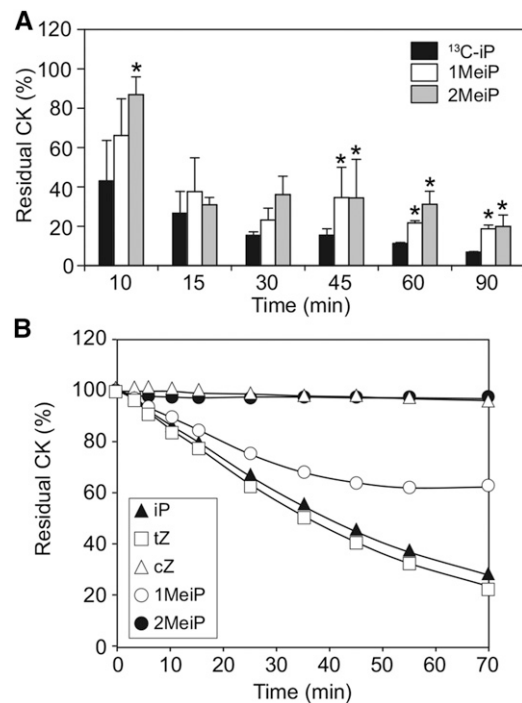 A
120
100
80
60
40
20
0
Residual CK (%)
¹³C-iP
1MeiP
2MeiP
*
* *
* *
* *
10 15 30 45 60 90
Time (min)
B
120
100
80
60
40
20
0
Residual CK (%)
iP
tZ
cZ
1MeiP
2MeiP
0 10 20 30 40 50 60 70
Time (min)